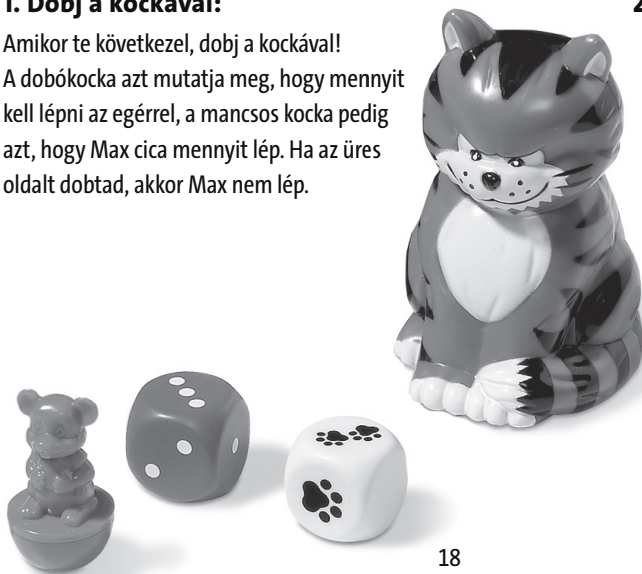 1. Dobj a kockával!
Amikor te következel, dobj a kockával!
A dobókocka azt mutatja meg, hogy mennyit
kell lépni az egérrel, a mancsos kocka pedig
azt, hogy Max cica mennyit lép. Ha az üres
oldalt dobtad, akkor Max nem lép.
18